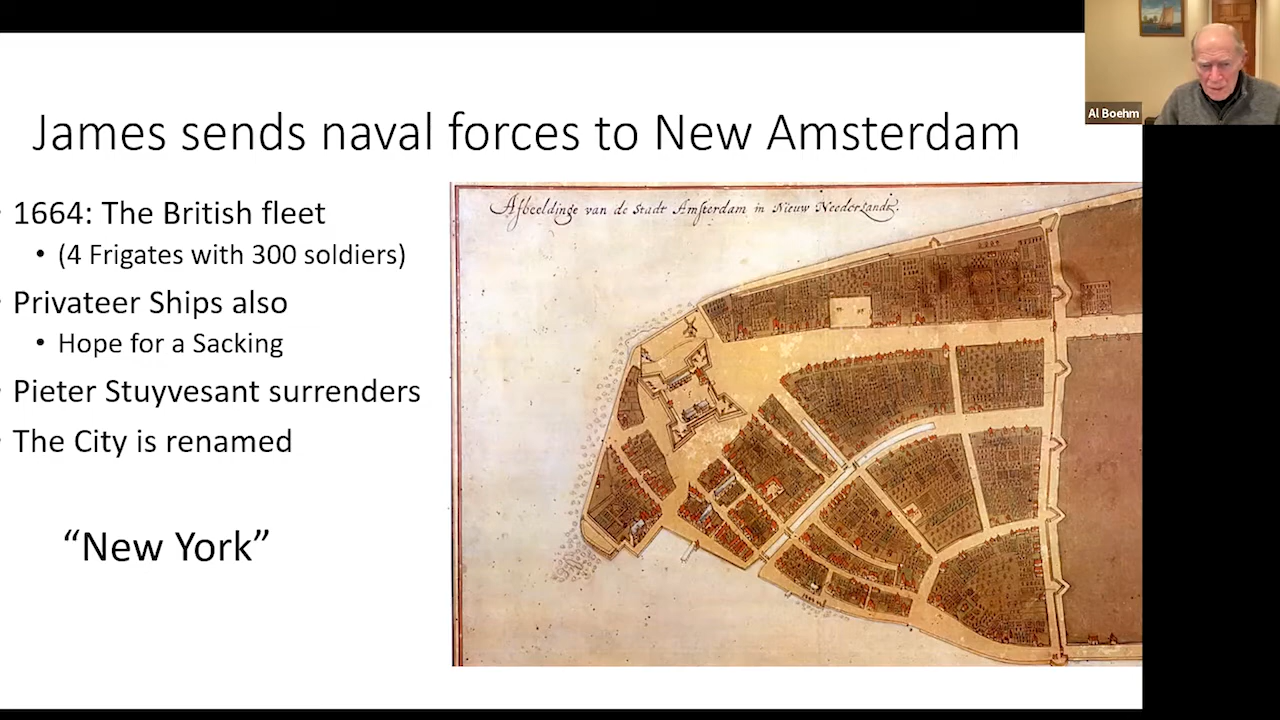 James sends naval forces to New Amsterdam
Al Boehm
• 1664: The British fleet
• (4 Frigates with 300 soldiers)
• Privateer Ships also
• Hope for a Sacking
• Pieter Stuyvesant surrenders
• The City is renamed
“New York”
Afbeeldinge van de Stadt Amsterdam in Nieuw Neederlandt.